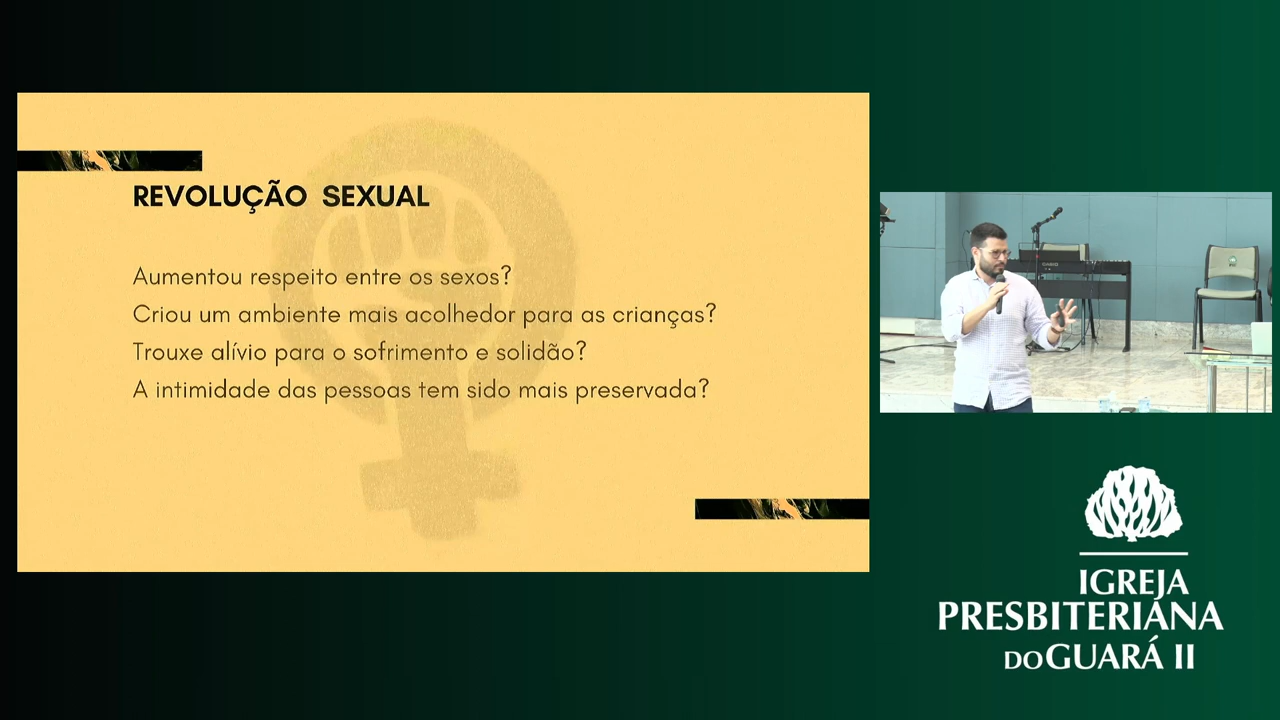 REVOLUÇÃO SEXUAL
Aumentou respeito entre os sexos?
Criou um ambiente mais acolhedor para as crianças?
Trouxe alívio para o sofrimento e solidão?
A intimidade das pessoas tem sido mais preservada?
IGREJA
PRESBITERIANA
DO GUARÁ II